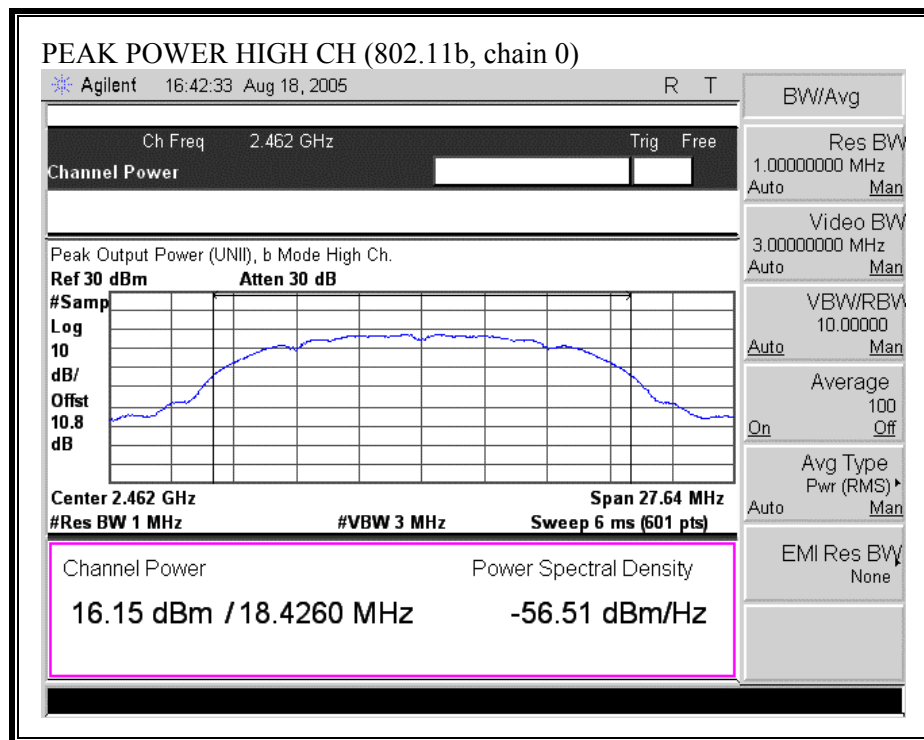 PEAK POWER HIGH CH (802.11b, chain 0)
Agilent 16:42:33 Aug 18, 2005 R T
Ch Freq 2.462 GHz Trig Free
Channel Power
Peak Output Power (UNII), b Mode High Ch.
Ref 30 dBm Atten 30 dB
#Samp
Log
10
dB/
Offst
10.8
dB
Center 2.462 GHz Span 27.64 MHz
#Res BW 1 MHz #VBW 3 MHz Sweep 6 ms (601 pts)
Channel Power Power Spectral Density
16.15 dBm / 18.4260 MHz -56.51 dBm/Hz
BW/Avg
Res BW
1.00000000 MHz
Auto Man
Video BW
3.00000000 MHz
Auto Man
VBW/RBW
10.00000
Auto Man
Average
100
On Off
Avg Type
Pwr (RMS)
Auto Man
EMI Res BW
None